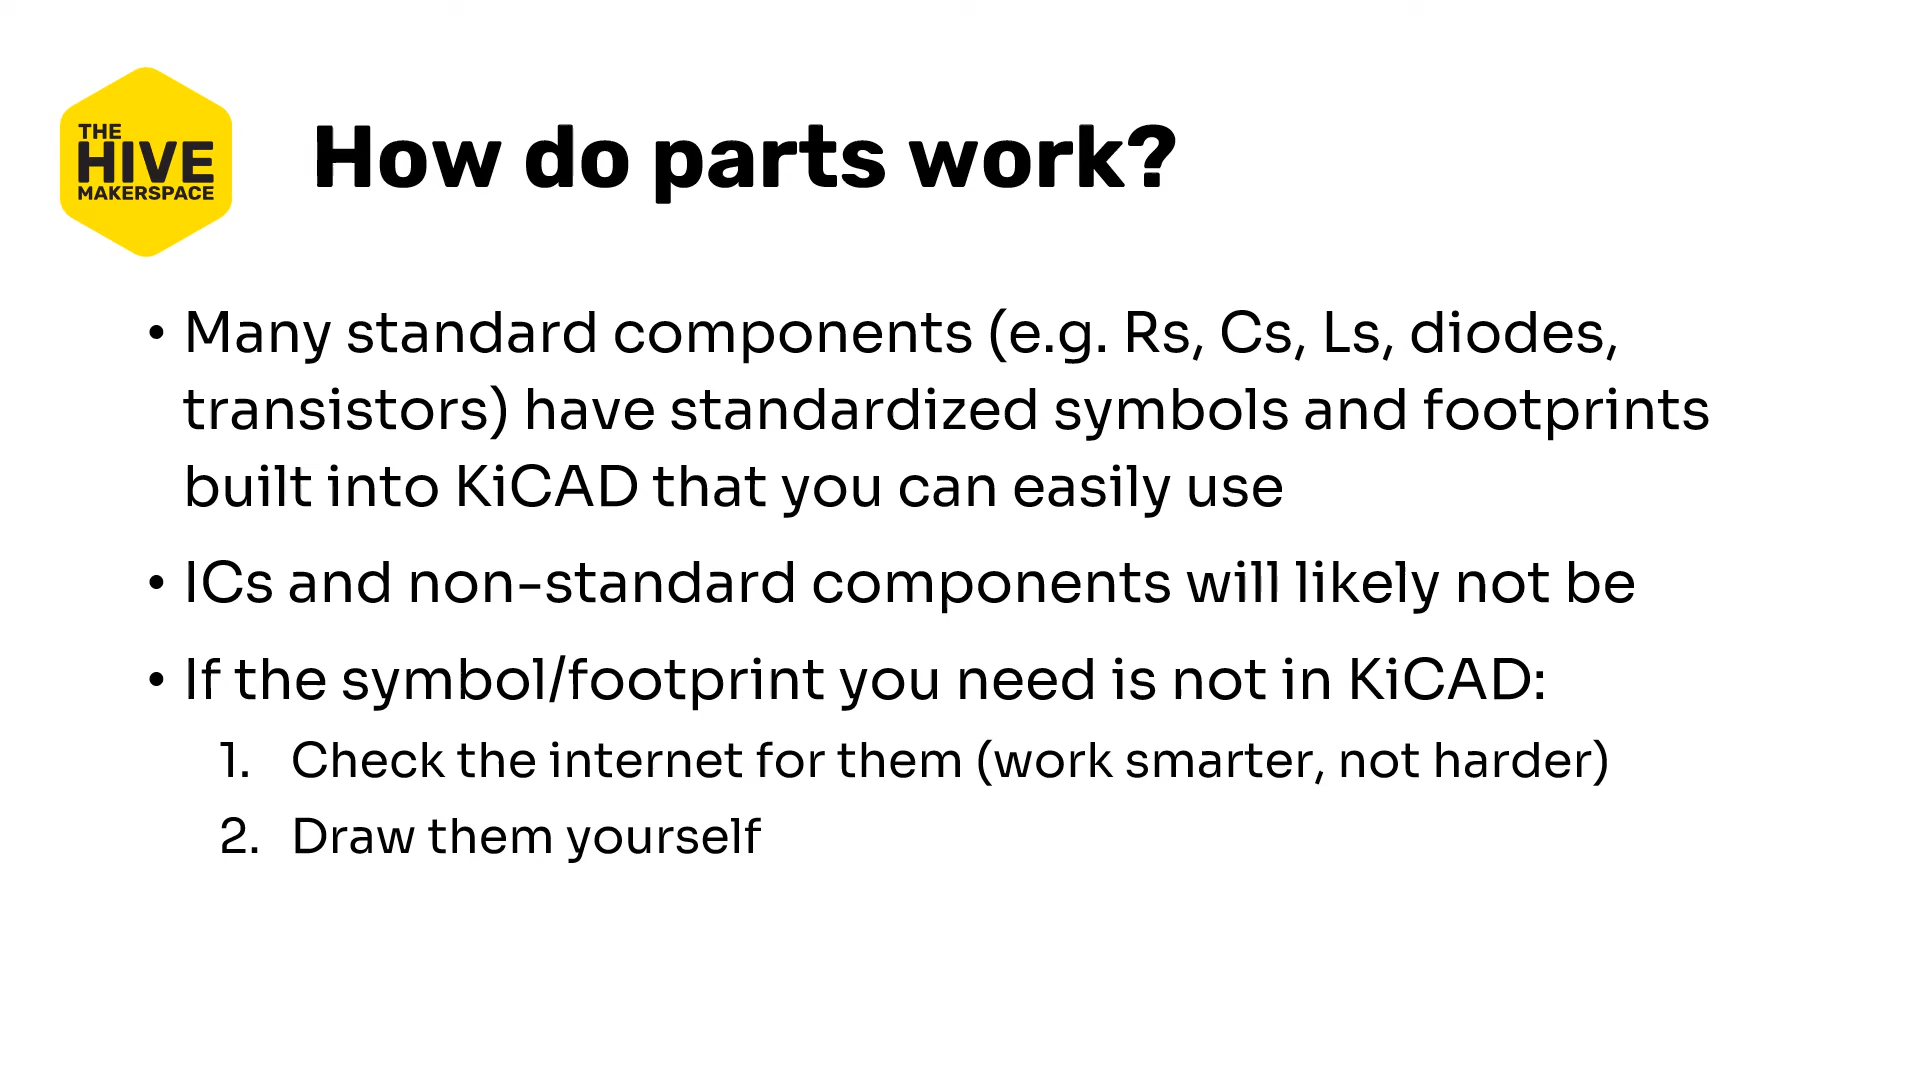 THE
HIVE
MAKERSPACE
How do parts work?
• Many standard components (e.g. Rs, Cs, Ls, diodes,
transistors) have standardized symbols and footprints
built into KiCAD that you can easily use
• ICs and non-standard components will likely not be
• If the symbol/footprint you need is not in KiCAD:
1. Check the internet for them (work smarter, not harder)
2. Draw them yourself